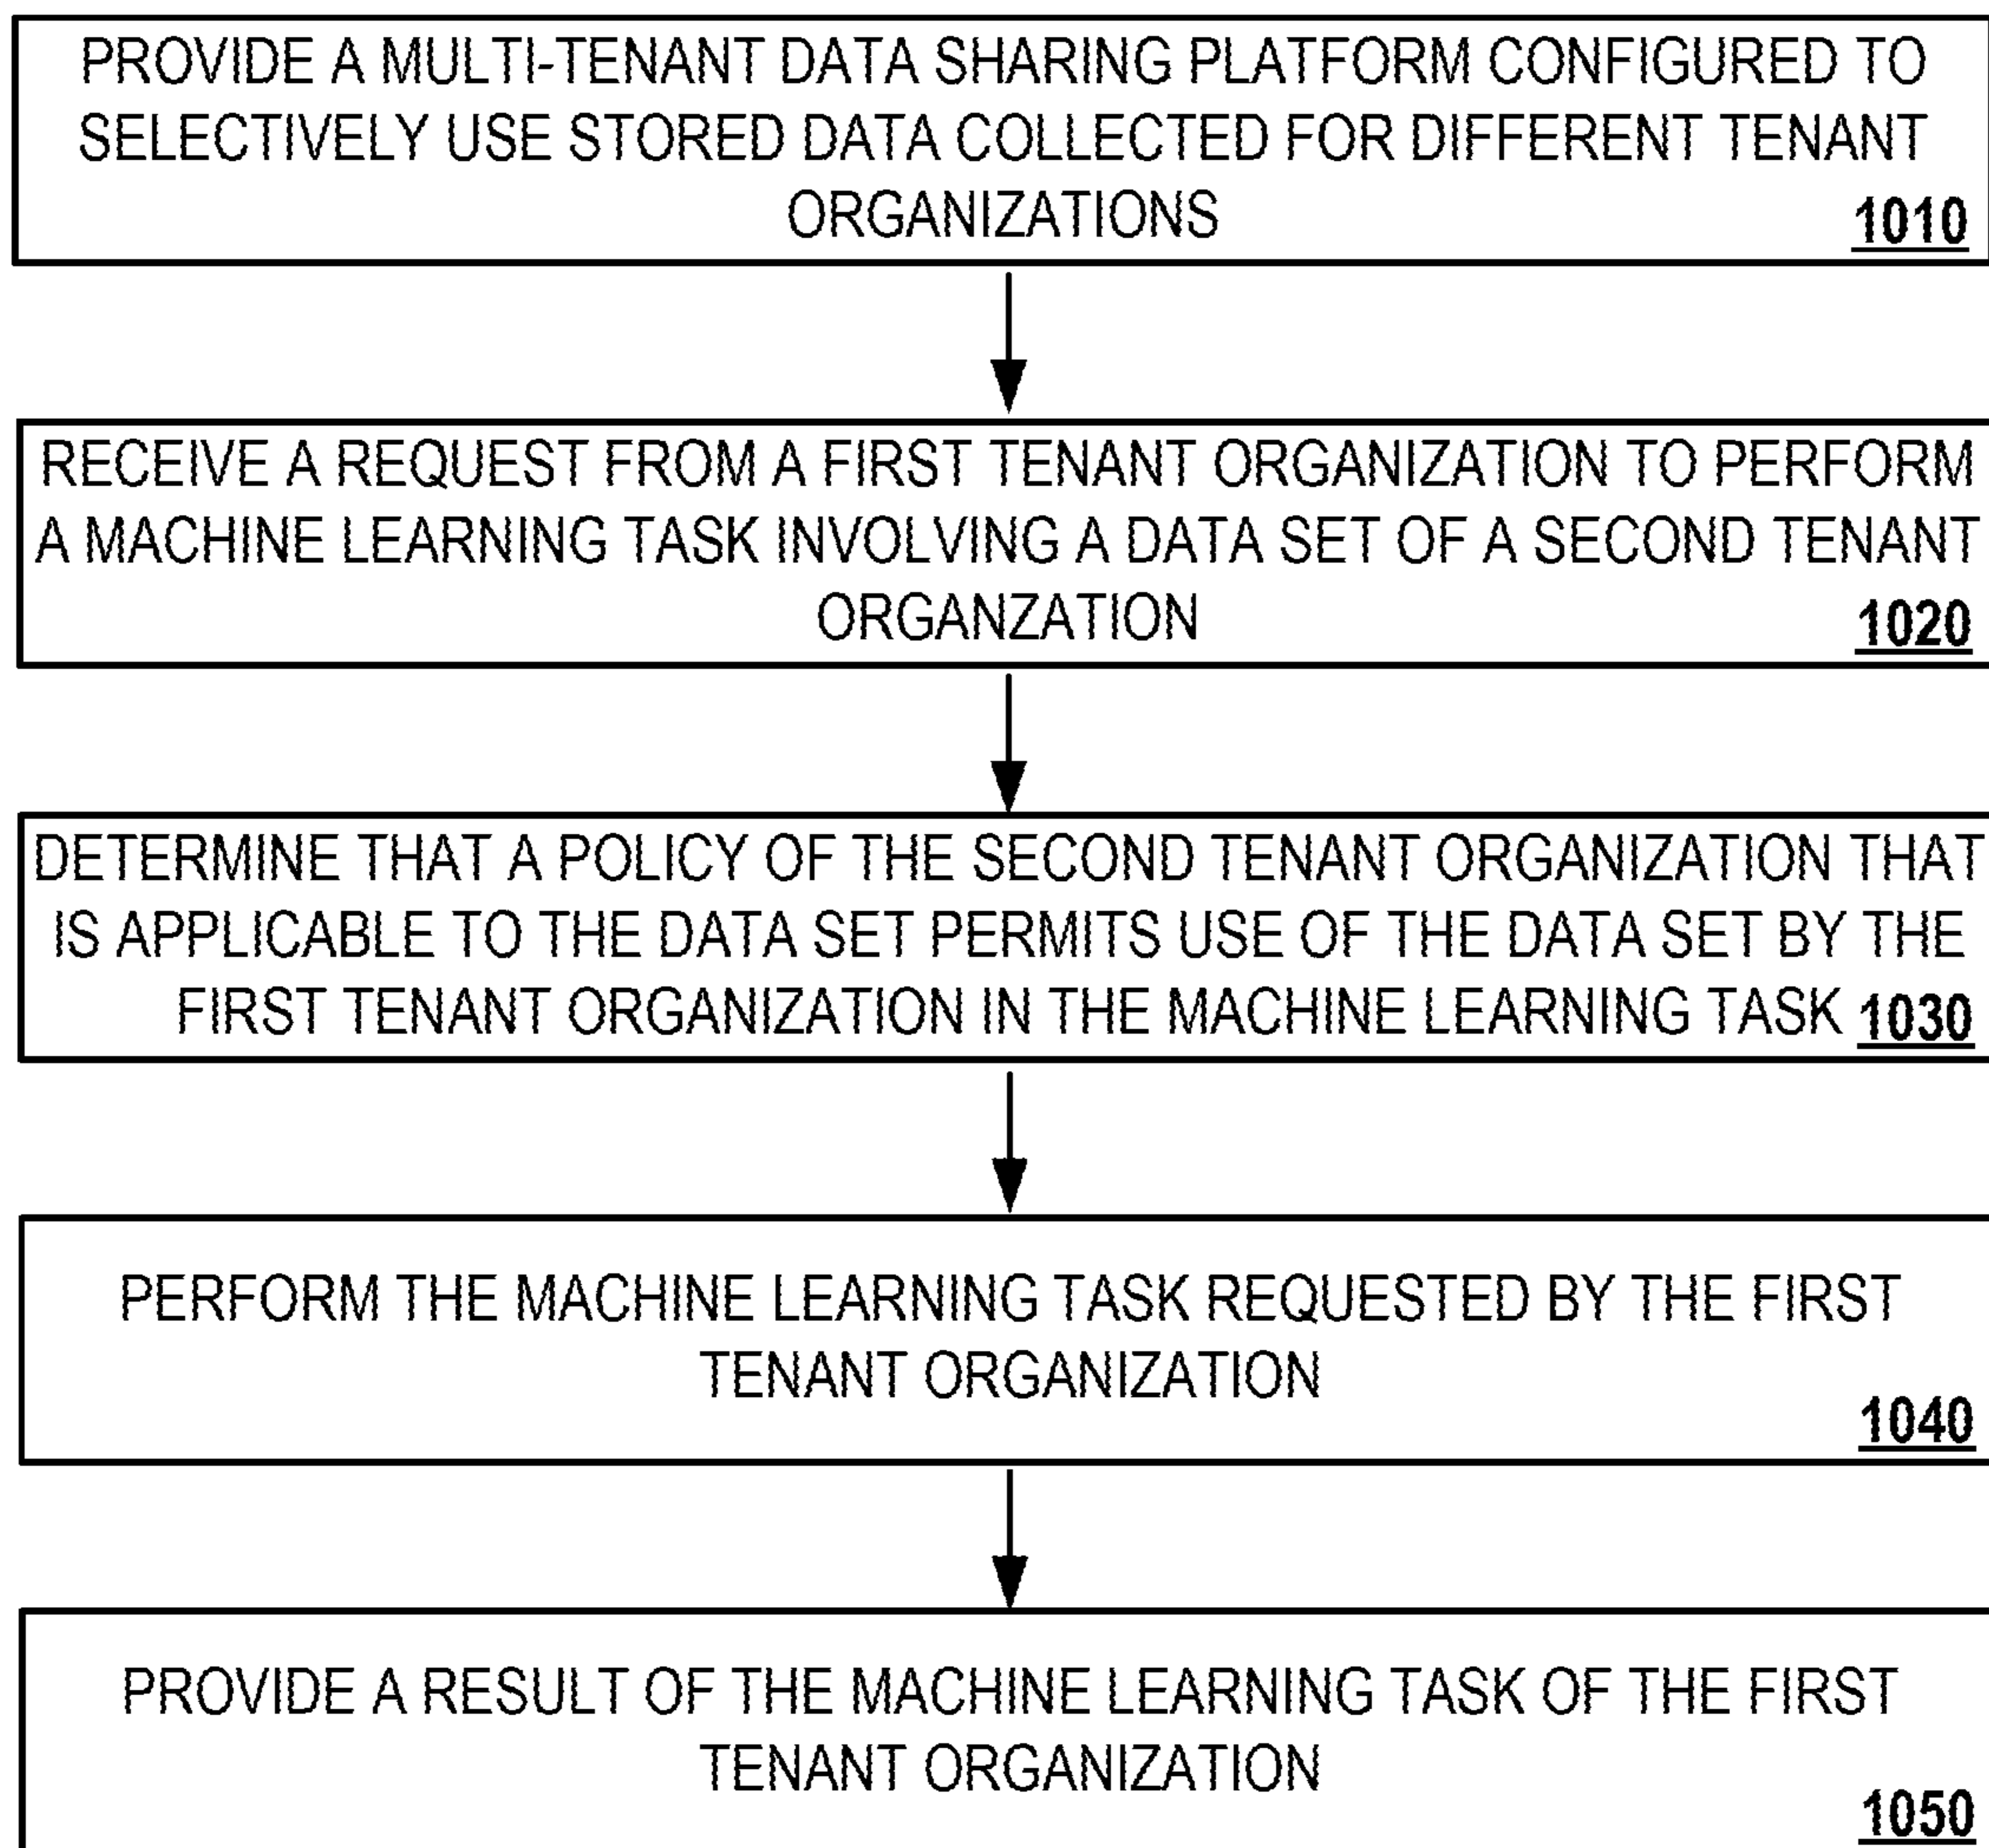 PROVIDE A MULTI-TENANT DATA SHARING PLATFORM CONFIGURED TO
SELECTIVELY USE STORED DATA COLLECTED FOR DIFFERENT TENANT
ORGANIZATIONS
1010
RECEIVE A REQUEST FROM A FIRST TENANT ORGANIZATION TO PERFORM
A MACHINE LEARNING TASK INVOLVING A DATA SET OF A SECOND TENANT
ORGANZATION
1020
DETERMINE THAT A POLICY OF THE SECOND TENANT ORGANIZATION THAT
IS APPLICABLE TO THE DATA SET PERMITS USE OF THE DATA SET BY THE
FIRST TENANT ORGANIZATION IN THE MACHINE LEARNING TASK 1030
PERFORM THE MACHINE LEARNING TASK REQUESTED BY THE FIRST
TENANT ORGANIZATION
1040
PROVIDE A RESULT OF THE MACHINE LEARNING TASK OF THE FIRST
TENANT ORGANIZATION
1050